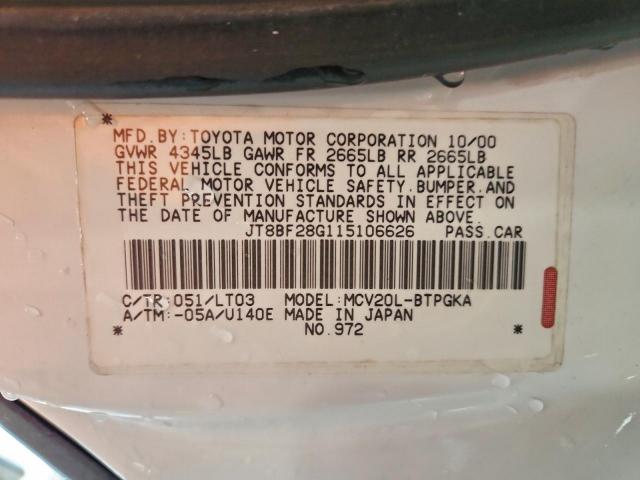 *
MFD.BY:TOYOTA MOTOR CORPORATION 10/00
GVWR 4345LB GAWR FR 2665LB RR 2665LB
THIS VEHICLE CONFORMS TO ALL APPLICABLE
FEDERAL MOTOR VEHICLE SAFETY,BUMPER,AND
THEFT PREVENTION STANDARDS IN EFFECT ON
THE DATE OF MANUFACTURE SHOWN ABOVE.
JT8BF28G115106626 PASS.CAR
C/TR:051/LT03 MODEL:MCV20L-BTPGKA
A/TM:-05A/U140E MADE IN JAPAN
* NO.972 *